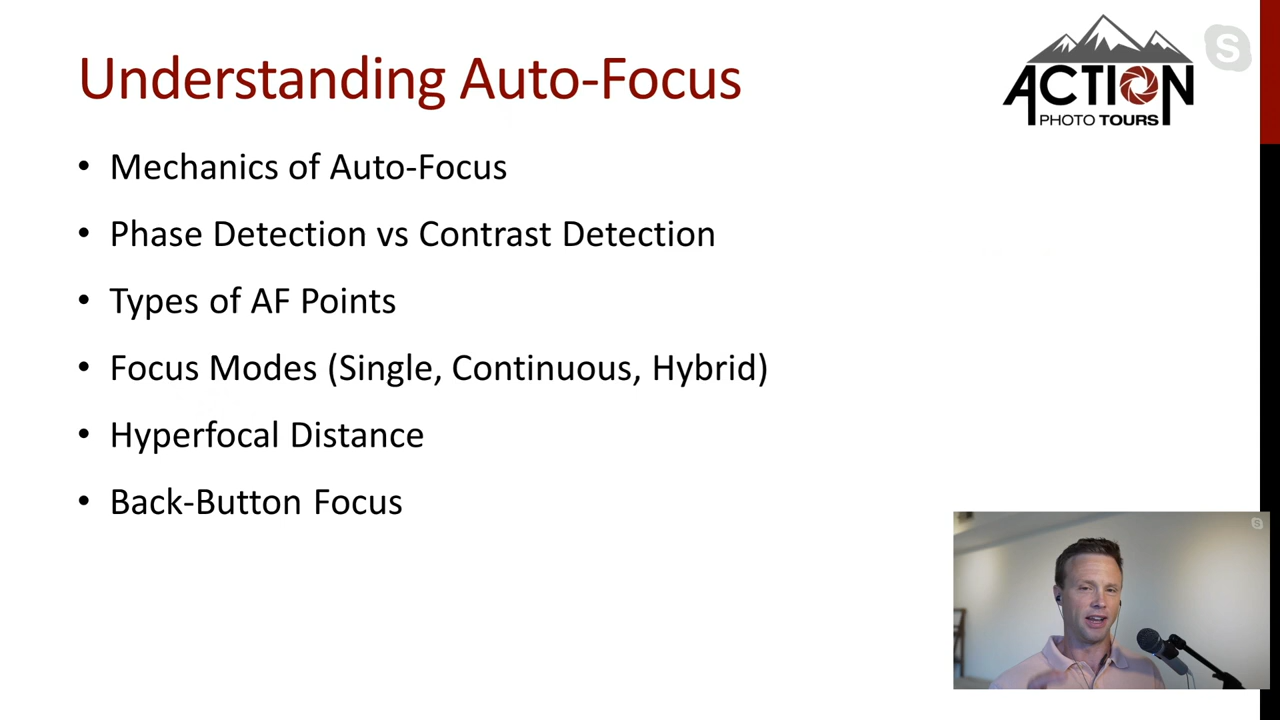 Understanding Auto-Focus
ACTION
PHOTO TOURS
S
• Mechanics of Auto-Focus
• Phase Detection vs Contrast Detection
• Types of AF Points
• Focus Modes (Single, Continuous, Hybrid)
• Hyperfocal Distance
• Back-Button Focus
S